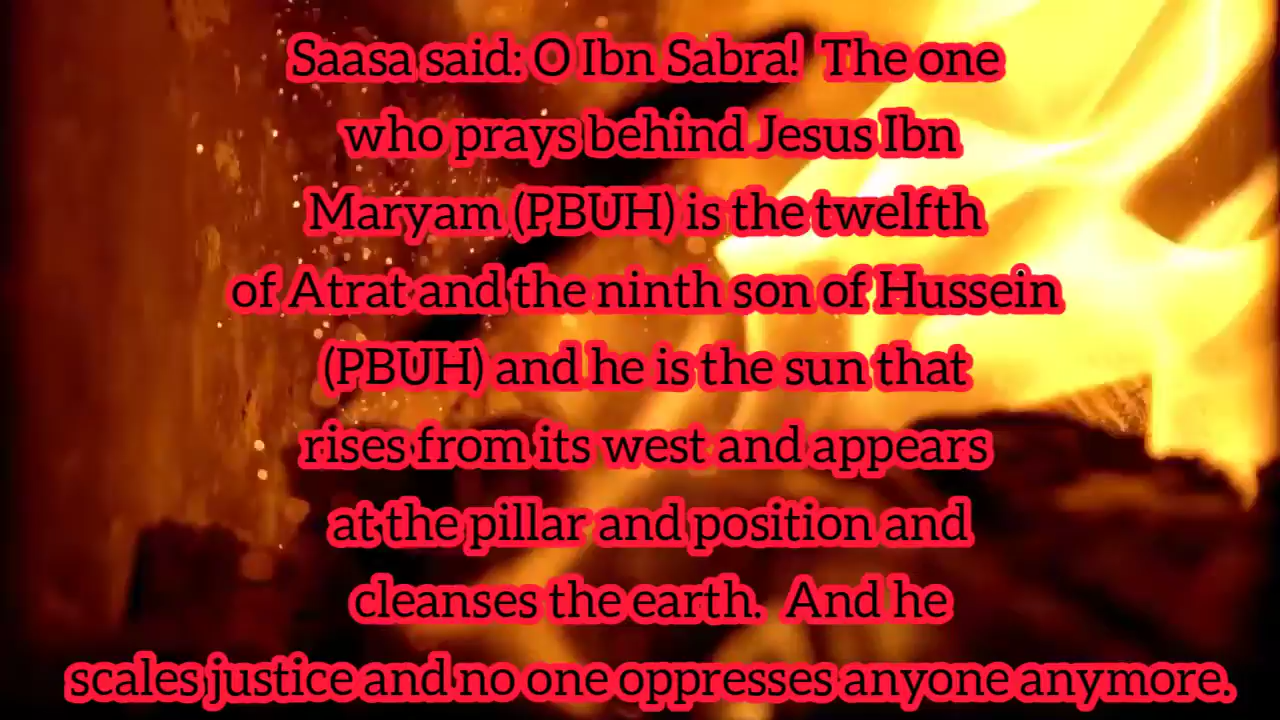 Saasa said: O Ibn Sabra!  The one
who prays behind Jesus Ibn
Maryam (PBUH) is the twelfth
of Atrat and the ninth son of Hussein
(PBUH) and he is the sun that
rises from its west and appears
at the pillar and position and
cleanses the earth.  And he
scales justice and no one oppresses anyone anymore.